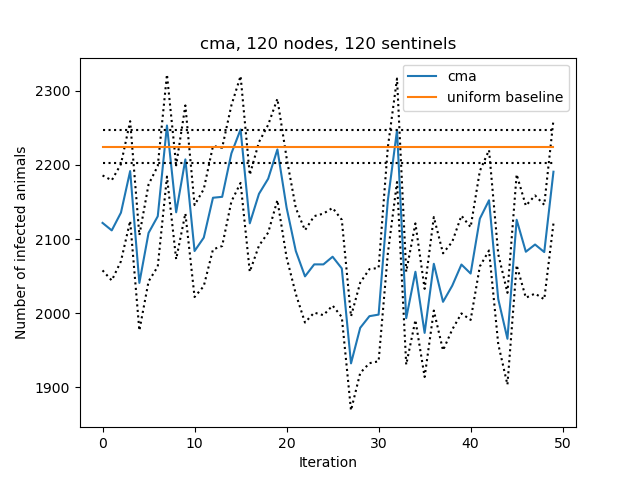 cma, 120 nodes, 120 sentinels
cma
uniform baseline
Number of infected animals
2300
2200
2100
2000
1900
0 10 20 30 40 50
Iteration